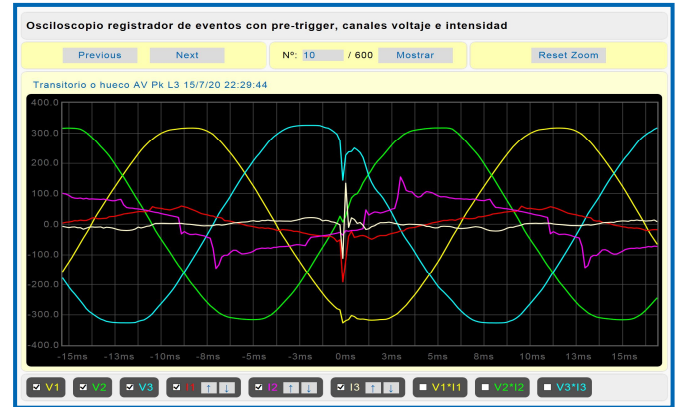 Osciloscopio registrador de eventos con pre-trigger, canales voltaje e intensidad
Previous Next Nº: 10 / 600 Mostrar Reset Zoom
Transitorio o hueco AV Pk L3 15/7/20 22:29:44
400.0
300.0
200.0
100.0
0.0
-100.0
-200.0
-300.0
-400.0
-15ms -13ms -10ms -8ms -5ms -3ms 0ms 3ms 5ms 8ms 10ms 13ms 15ms
V1 V2 V3 I1 ↑ ↓ I2 ↑ ↓ I3 ↑ ↓ V1*I1 V2*I2 V3*I3